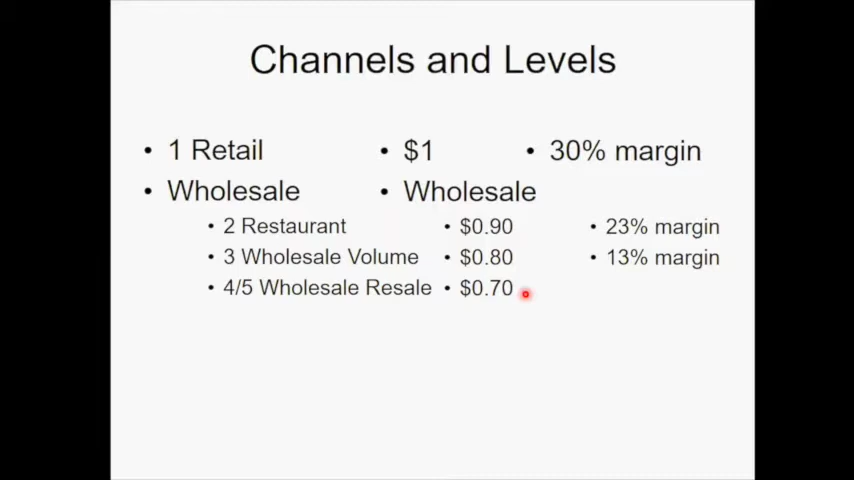 Channels and Levels
• 1 Retail • $1 • 30% margin
• Wholesale • Wholesale
• 2 Restaurant • $0.90 • 23% margin
• 3 Wholesale Volume • $0.80 • 13% margin
• 4/5 Wholesale Resale • $0.70